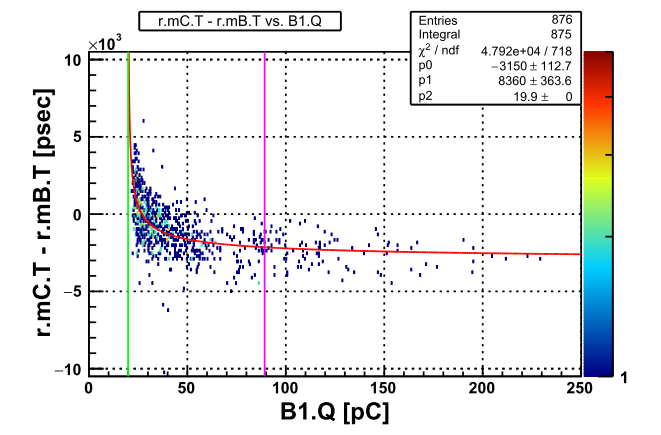 r.mC.T - r.mB.T vs. B1.Q
Entries 876
Integral 875
χ² / ndf 4.792e+04 / 718
p0 −3150 ± 112.7
p1 8360 ± 363.6
p2 19.9 ± 0
×10³
10
5
0
−5
−10
r.mC.T - r.mB.T [psec]
0 50 100 150 200 250
B1.Q [pC]
1